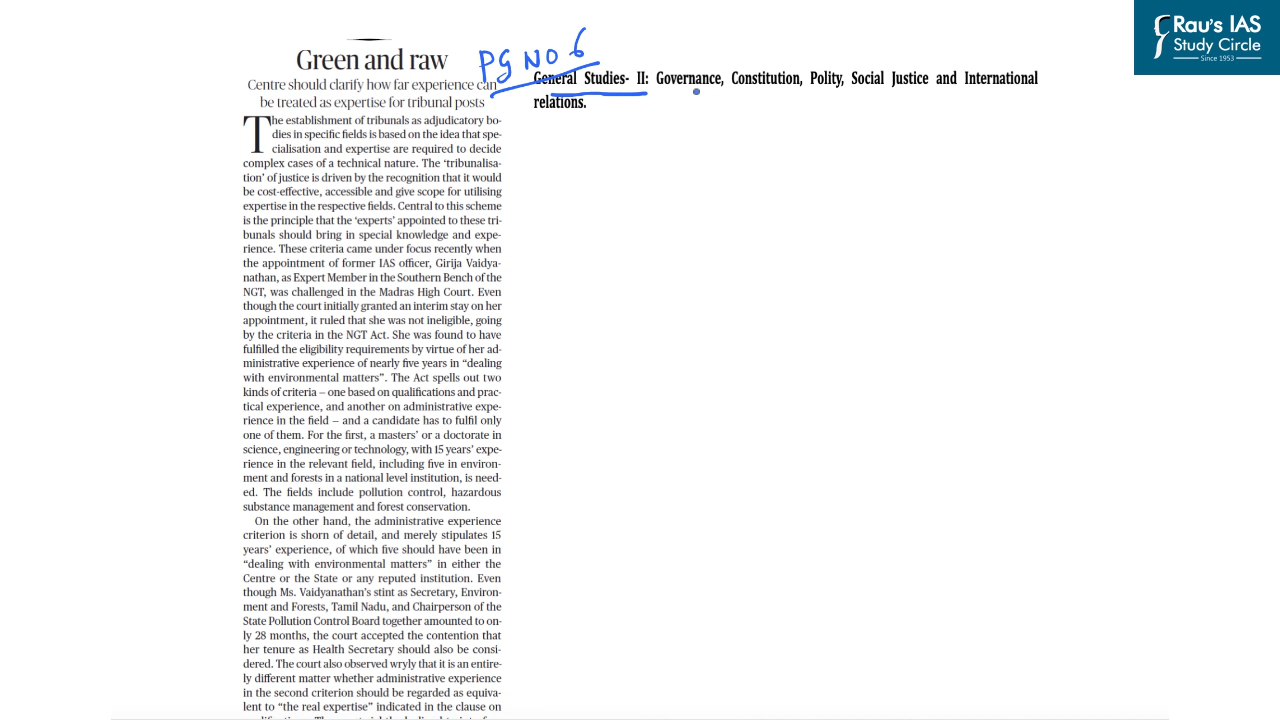 Green and raw
Centre should clarify how far experience can
be treated as expertise for tribunal posts
The establishment of tribunals as adjudicatory bo-
dies in specific fields is based on the idea that spe-
cialisation and expertise are required to decide
complex cases of a technical nature. The ‘tribunalisa-
tion’ of justice is driven by the recognition that it would
be cost-effective, accessible and give scope for utilising
expertise in the respective fields. Central to this scheme
is the principle that the ‘experts’ appointed to these tri-
bunals should bring in special knowledge and expe-
rience. These criteria came under focus recently when
the appointment of former IAS officer, Girija Vaidya-
nathan, as Expert Member in the Southern Bench of the
NGT, was challenged in the Madras High Court. Even
though the court initially granted an interim stay on her
appointment, it ruled that she was not ineligible, going
by the criteria in the NGT Act. She was found to have
fulfilled the eligibility requirements by virtue of her ad-
ministrative experience of nearly five years in “dealing
with environmental matters”. The Act spells out two
kinds of criteria – one based on qualifications and prac-
tical experience, and another on administrative expe-
rience in the field – and a candidate has to fulfil only
one of them. For the first, a masters’ or a doctorate in
science, engineering or technology, with 15 years’ expe-
rience in the relevant field, including five in environ-
ment and forests in a national level institution, is need-
ed. The fields include pollution control, hazardous
substance management and forest conservation.
On the other hand, the administrative experience
criterion is shorn of detail, and merely stipulates 15
years’ experience, of which five should have been in
“dealing with environmental matters” in either the
Centre or the State or any reputed institution. Even
though Ms. Vaidyanathan’s stint as Secretary, Environ-
ment and Forests, Tamil Nadu, and Chairperson of the
State Pollution Control Board together amounted to on-
ly 28 months, the court accepted the contention that
her tenure as Health Secretary should also be consi-
dered. The court also observed wryly that it is an entire-
ly different matter whether administrative experience
in the second criterion should be regarded as equiva-
lent to “the real expertise” indicated in the clause on
PG NO 6
General Studies- II: Governance, Constitution, Polity, Social Justice and International
relations.
Rau's IAS
Study Circle
Since 1953